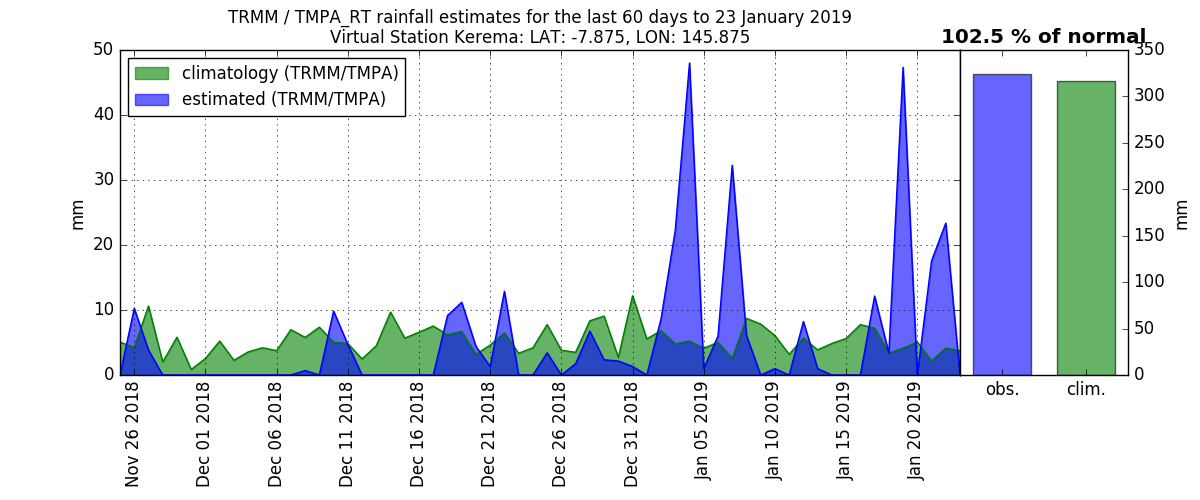 TRMM / TMPA_RT rainfall estimates for the last 60 days to 23 January 2019
Virtual Station Kerema: LAT: -7.875, LON: 145.875
102.5 % of normal
climatology (TRMM/TMPA)
estimated (TRMM/TMPA)
50
40
30
20
10
0
mm
350
300
250
200
150
100
50
0
mm
Nov 26 2018
Dec 01 2018
Dec 06 2018
Dec 11 2018
Dec 16 2018
Dec 21 2018
Dec 26 2018
Dec 31 2018
Jan 05 2019
Jan 10 2019
Jan 15 2019
Jan 20 2019
obs.
clim.